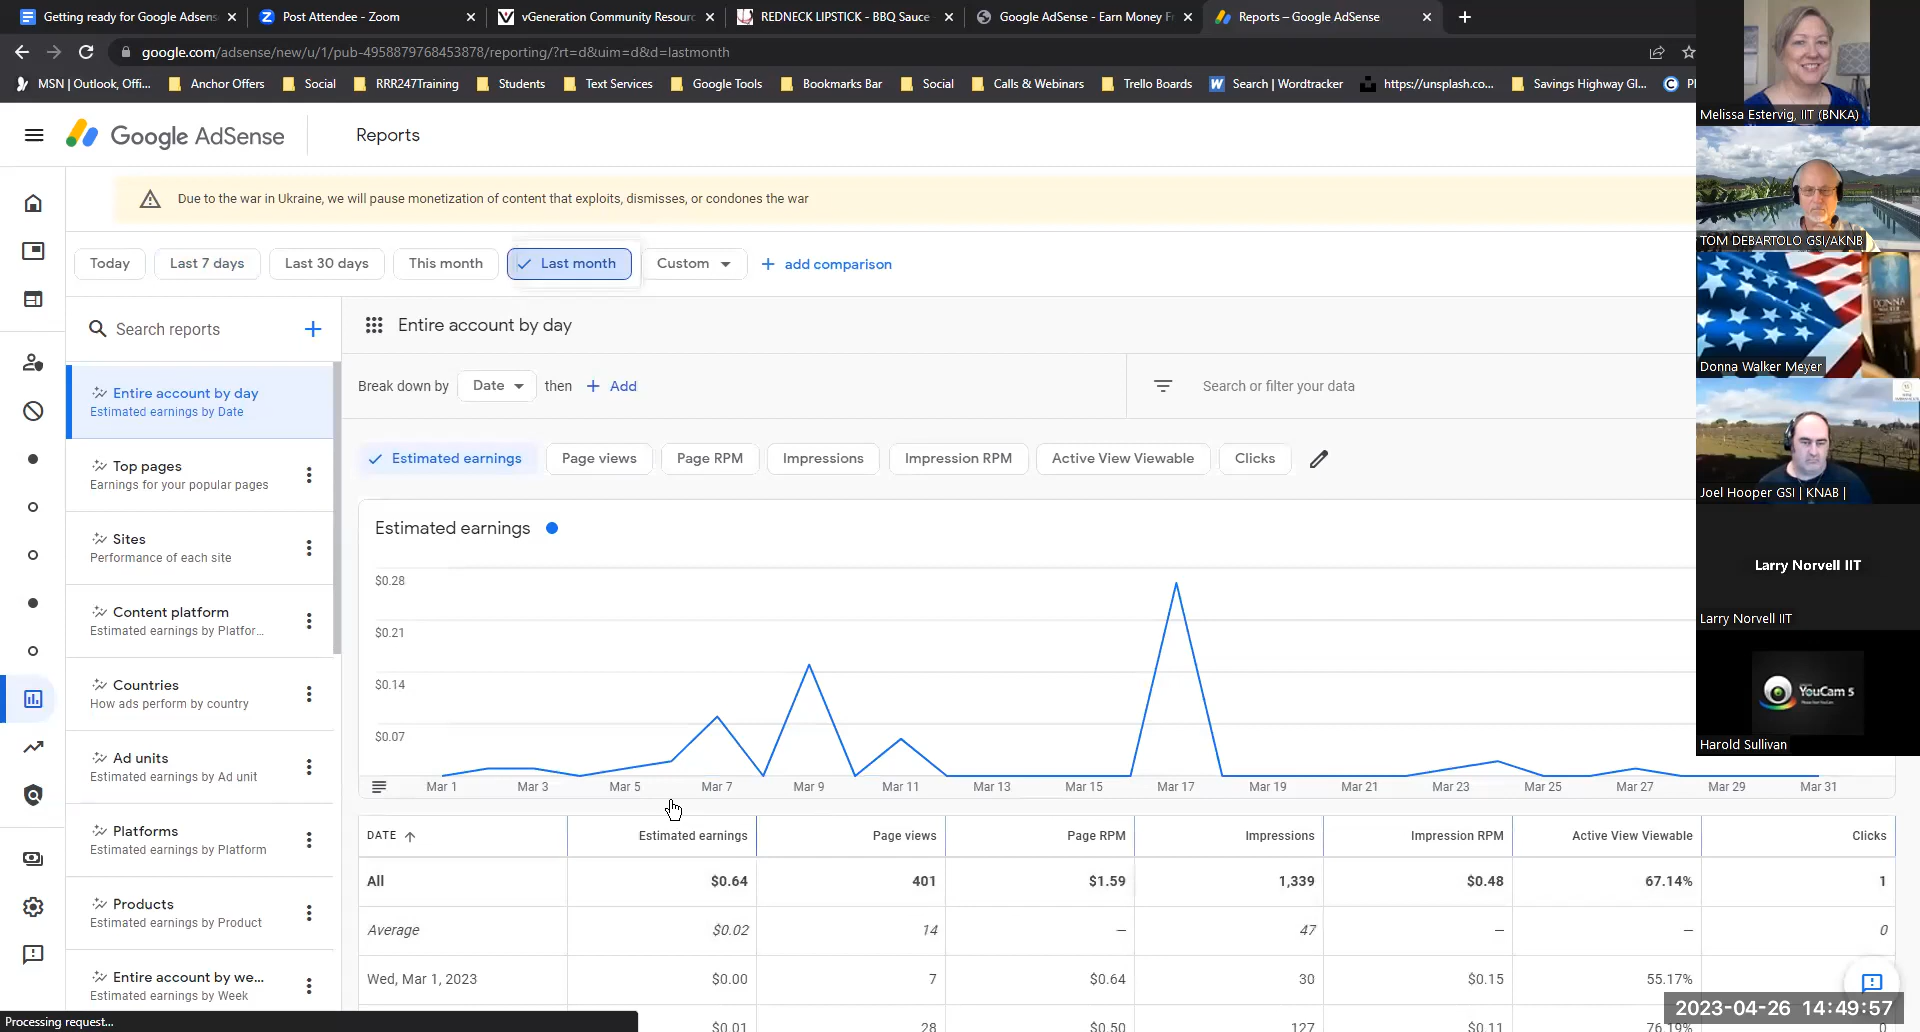 Getting ready for Google Adsens
Post Attendee - Zoom
vGeneration Community Resourc
REDNECK LIPSTICK - BBQ Sauce -
Google AdSense - Earn Money Fr
Reports – Google AdSense
google.com/adsense/new/u/1/pub-4958879768453878/reporting/?rt=d&uim=d&d=lastmonth
MSN | Outlook, Offi...
Anchor Offers
Social
RRR247Training
Students
Text Services
Google Tools
Bookmarks Bar
Social
Calls & Webinars
Trello Boards
Search | Wordtracker
https://unsplash.co...
Savings Highway Gl...
Google AdSense
Reports
Due to the war in Ukraine, we will pause monetization of content that exploits, dismisses, or condones the war
Today
Last 7 days
Last 30 days
This month
Last month
Custom
add comparison
Search reports
Entire account by day
Estimated earnings by Date
Top pages
Earnings for your popular pages
Sites
Performance of each site
Content platform
Estimated earnings by Platfor...
Countries
How ads perform by country
Ad units
Estimated earnings by Ad unit
Platforms
Estimated earnings by Platform
Products
Estimated earnings by Product
Entire account by we...
Estimated earnings by Week
Entire account by day
Break down by Date then + Add
Search or filter your data
Estimated earnings
Page views
Page RPM
Impressions
Impression RPM
Active View Viewable
Clicks
Estimated earnings
$0.28
$0.21
$0.14
$0.07
Mar 1 Mar 3 Mar 5 Mar 7 Mar 9 Mar 11 Mar 13 Mar 15 Mar 17 Mar 19 Mar 21 Mar 23 Mar 25 Mar 27 Mar 29 Mar 31
DATE Estimated earnings Page views Page RPM Impressions Impression RPM Active View Viewable Clicks
All $0.64 401 $1.59 1,339 $0.48 67.14% 1
Average $0.02 14 — 47 — — 0
Wed, Mar 1, 2023 $0.00 7 $0.64 30 $0.15 55.17%
$0.01 28 $0.50 127 $0.11 76.19% 0
Processing request...
Melissa Estervig, IIT (BNKA)
TOM DEBARTOLO GSI/AKNB
DONNA
Donna Walker Meyer
Joel Hooper GSI | KNAB |
Larry Norvell IIT
Larry Norvell IIT
YouCam 5
Harold Sullivan
2023-04-26 14:49:57